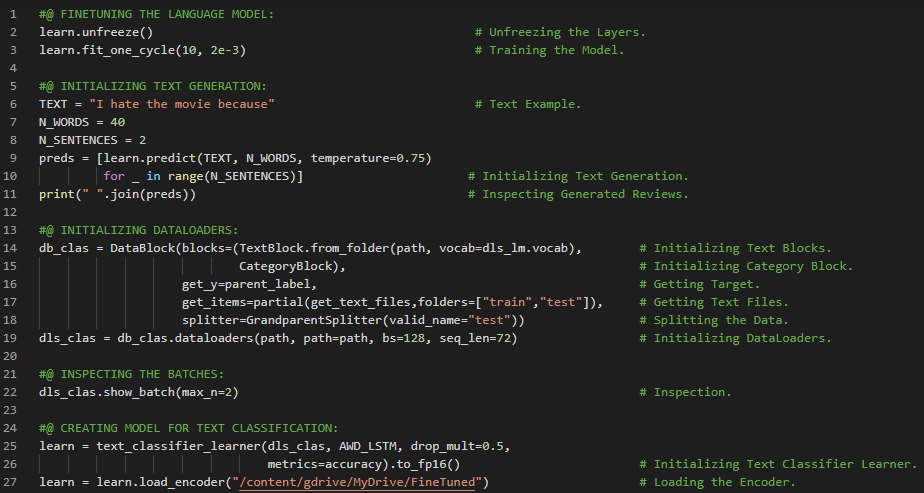 1 #@ FINETUNING THE LANGUAGE MODEL:
2 learn.unfreeze() # Unfreezing the Layers.
3 learn.fit_one_cycle(10, 2e-3) # Training the Model.
4
5 #@ INITIALIZING TEXT GENERATION:
6 TEXT = "I hate the movie because" # Text Example.
7 N_WORDS = 40
8 N_SENTENCES = 2
9 preds = [learn.predict(TEXT, N_WORDS, temperature=0.75)
10 for _ in range(N_SENTENCES)] # Initializing Text Generation.
11 print(" ".join(preds)) # Inspecting Generated Reviews.
12
13 #@ INITIALIZING DATALOADERS:
14 db_clas = DataBlock(blocks=(TextBlock.from_folder(path, vocab=dls_lm.vocab), # Initializing Text Blocks.
15 CategoryBlock), # Initializing Category Block.
16 get_y=parent_label, # Getting Target.
17 get_items=partial(get_text_files,folders=["train","test"]), # Getting Text Files.
18 splitter=GrandparentSplitter(valid_name="test")) # Splitting the Data.
19 dls_clas = db_clas.dataloaders(path, path=path, bs=128, seq_len=72) # Initializing DataLoaders.
20
21 #@ INSPECTING THE BATCHES:
22 dls_clas.show_batch(max_n=2) # Inspection.
23
24 #@ CREATING MODEL FOR TEXT CLASSIFICATION:
25 learn = text_classifier_learner(dls_clas, AWD_LSTM, drop_mult=0.5,
26 metrics=accuracy).to_fp16() # Initializing Text Classifier Learner.
27 learn = learn.load_encoder("/content/gdrive/MyDrive/FineTuned") # Loading the Encoder.